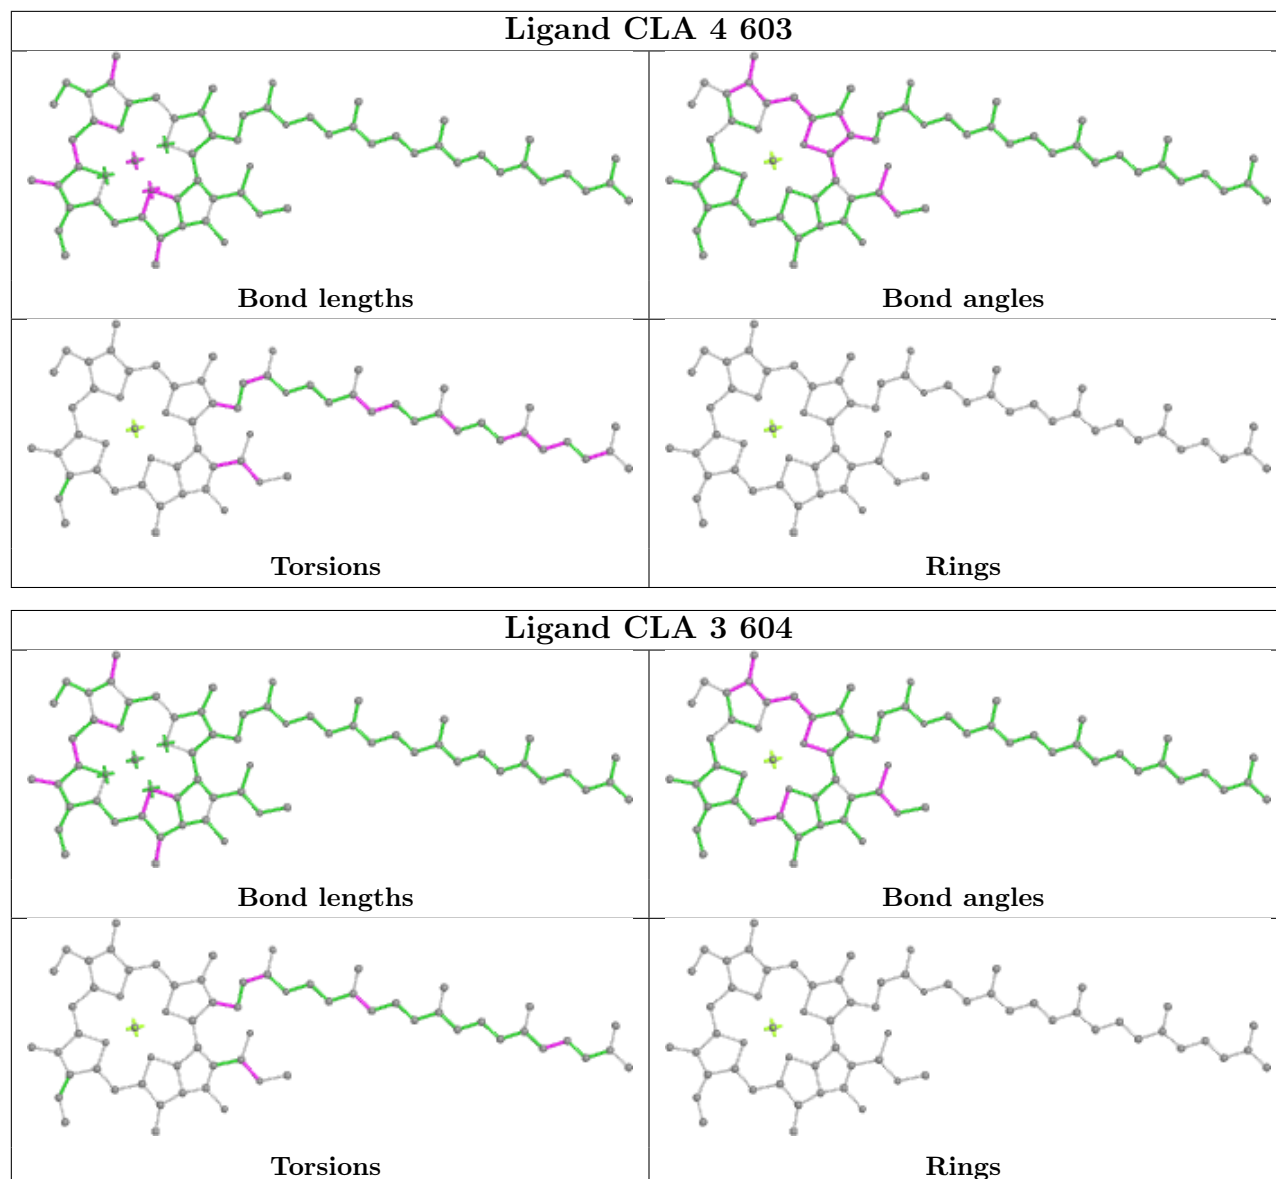 Ligand CLA 4 603
Bond lengths
Bond angles
Torsions
Rings
Ligand CLA 3 604
Bond lengths
Bond angles
Torsions
Rings